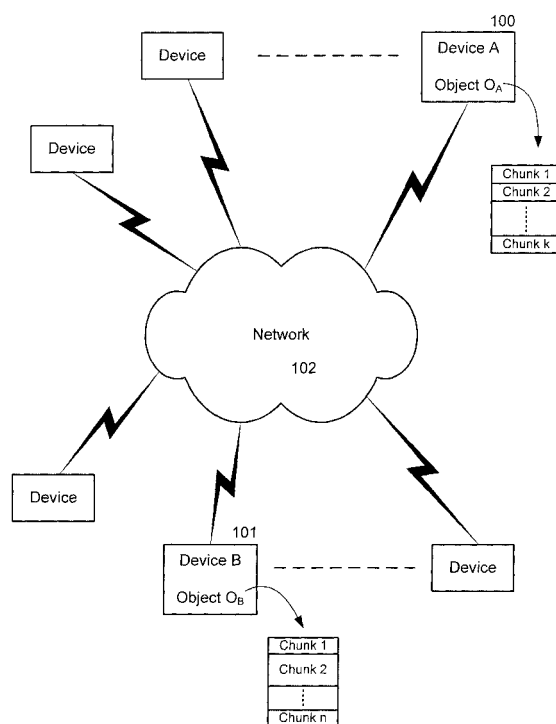 100
Device
Device A
Object OA
Device
Chunk 1
Chunk 2
Chunk k
Network
102
Device
101
Device B
Object OB
Device
Chunk 1
Chunk 2
Chunk n